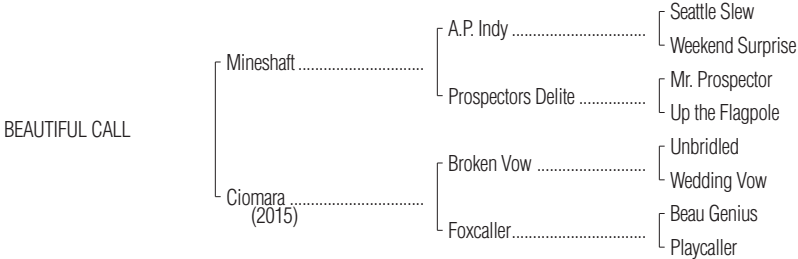 Seattle Slew
A.P. Indy ................................
Weekend Surprise
Mineshaft ..............................
Mr. Prospector
Prospectors Delite ................
Up the Flagpole
BEAUTIFUL CALL
Unbridled
Broken Vow ..........................
Wedding Vow
Ciomara ................................
(2015)
Beau Genius
Foxcaller................................
Playcaller